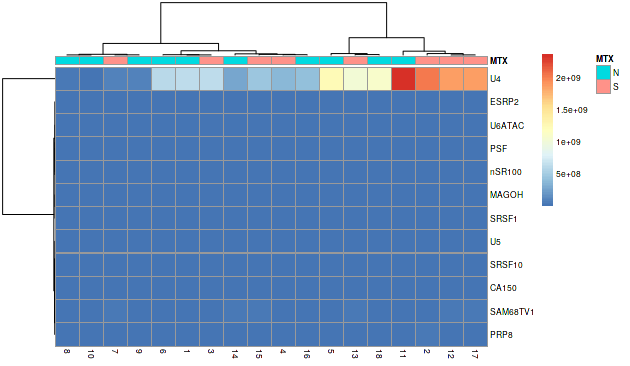 MTX
MTX
U4
N
2e+09
S
ESRP2
1.5e+09
U6ATAC
PSF
1e+09
nSR100
5e+08
MAGOH
SRSF1
U5
SRSF10
CA150
SAM68TV1
PRP8
8 10 7 9 6 1 3 14 15 4 16 5 13 18 11 2 12 17